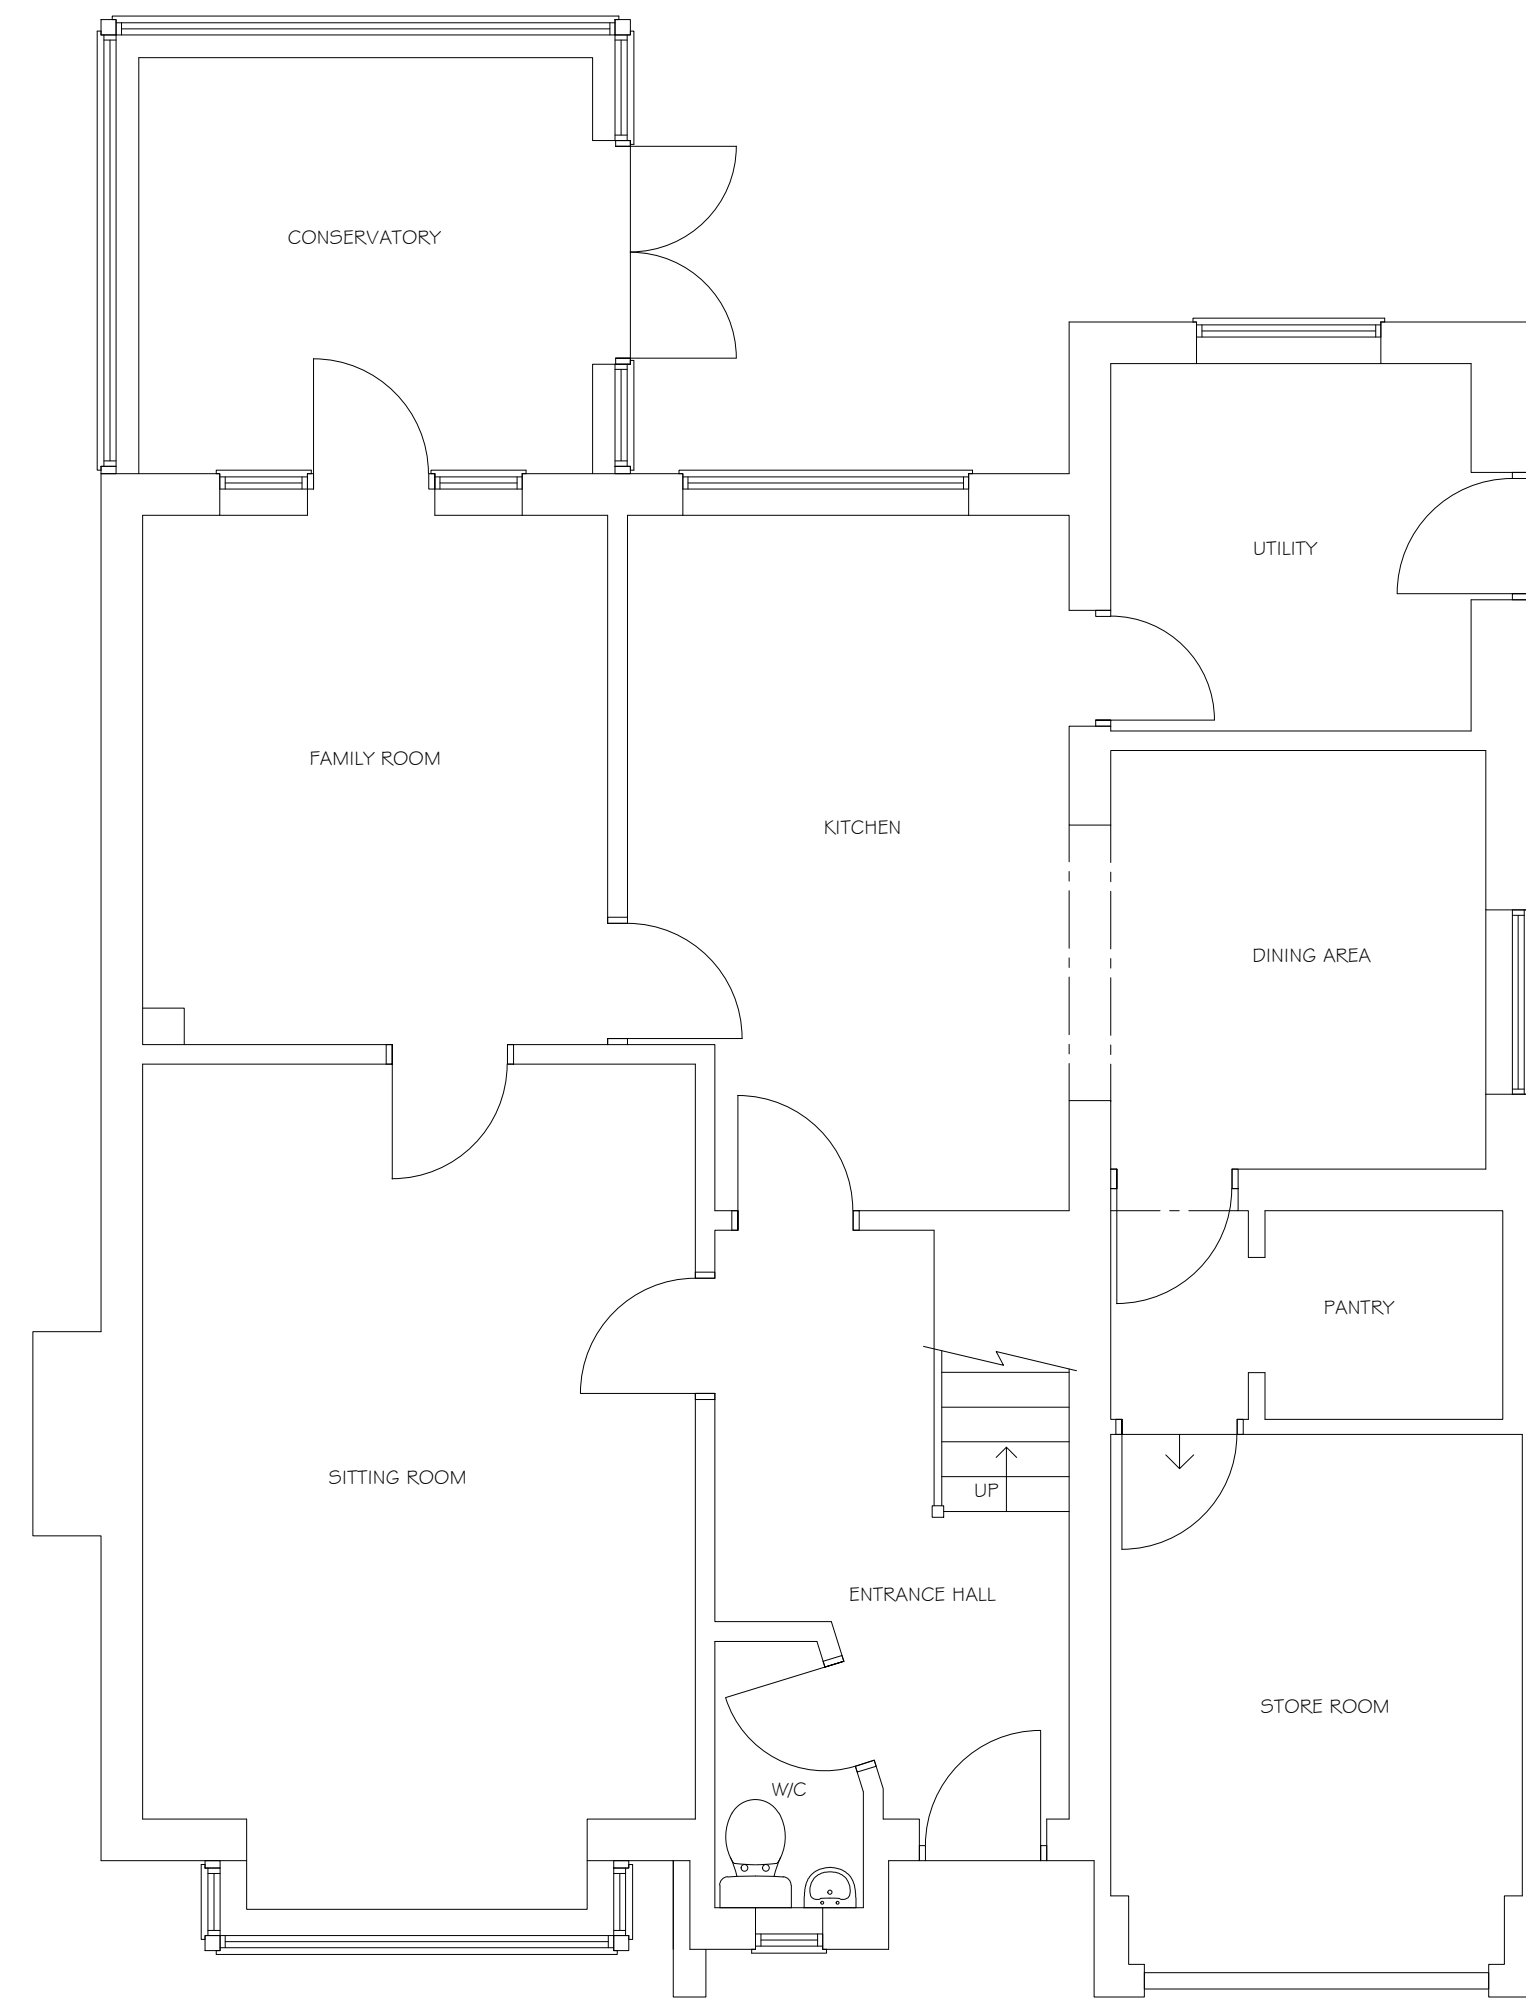 CONSERVATORY
UTILITY
FAMILY ROOM
KITCHEN
DINING AREA
PANTRY
SITTING ROOM
UP
ENTRANCE HALL
STORE ROOM
W/C